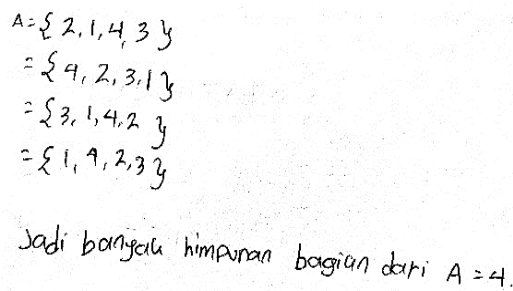 A = { 2, 1, 4, 3 }
= { 4, 2, 3, 1 }
= { 3, 1, 4, 2 }
= { 1, 4, 2, 3 }
Jadi banyak himpunan bagian dari A = 4.